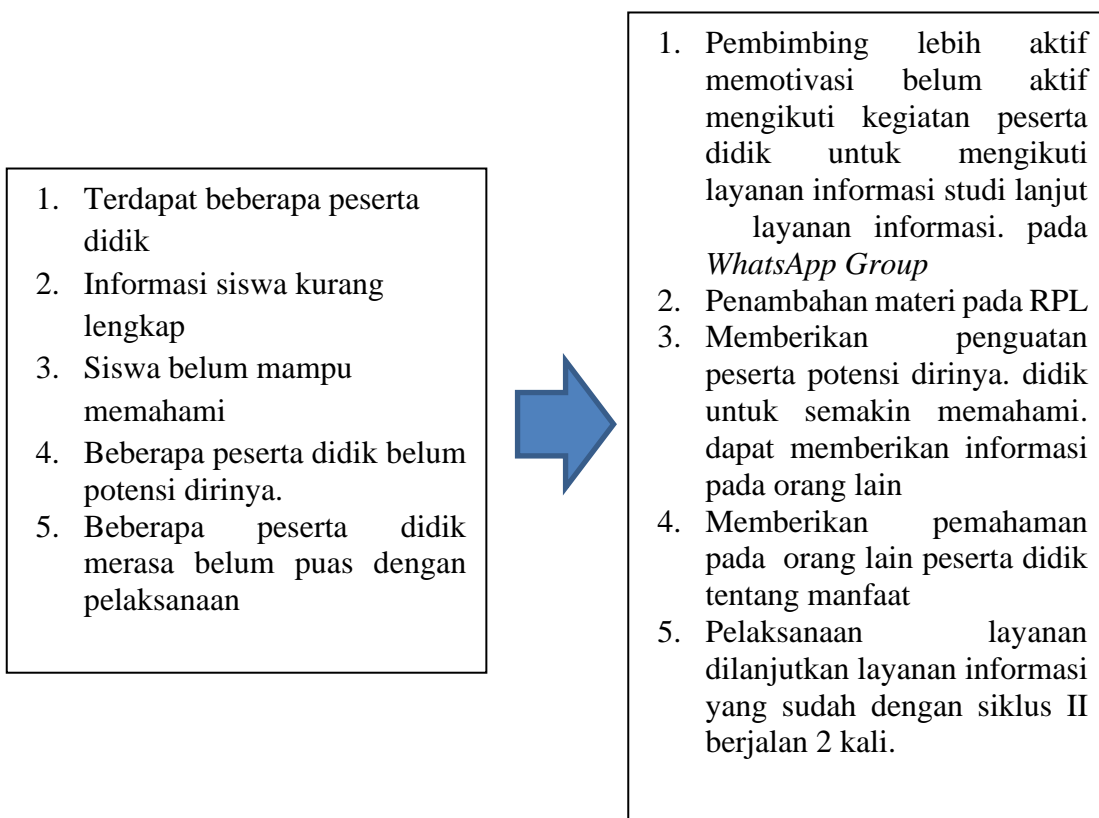 1. Terdapat beberapa peserta
didik
2. Informasi siswa kurang
lengkap
3. Siswa belum mampu
memahami
4. Beberapa peserta didik belum
potensi dirinya.
5. Beberapa peserta didik
merasa belum puas dengan
pelaksanaan
1. Pembimbing lebih aktif
memotivasi belum aktif
mengikuti kegiatan peserta
didik untuk mengikuti
layanan informasi studi lanjut
layanan informasi. pada
WhatsApp Group
2. Penambahan materi pada RPL
3. Memberikan penguatan
peserta potensi dirinya. didik
untuk semakin memahami.
dapat memberikan informasi
pada orang lain
4. Memberikan pemahaman
pada orang lain peserta didik
tentang manfaat
5. Pelaksanaan layanan
dilanjutkan layanan informasi
yang sudah dengan siklus II
berjalan 2 kali.